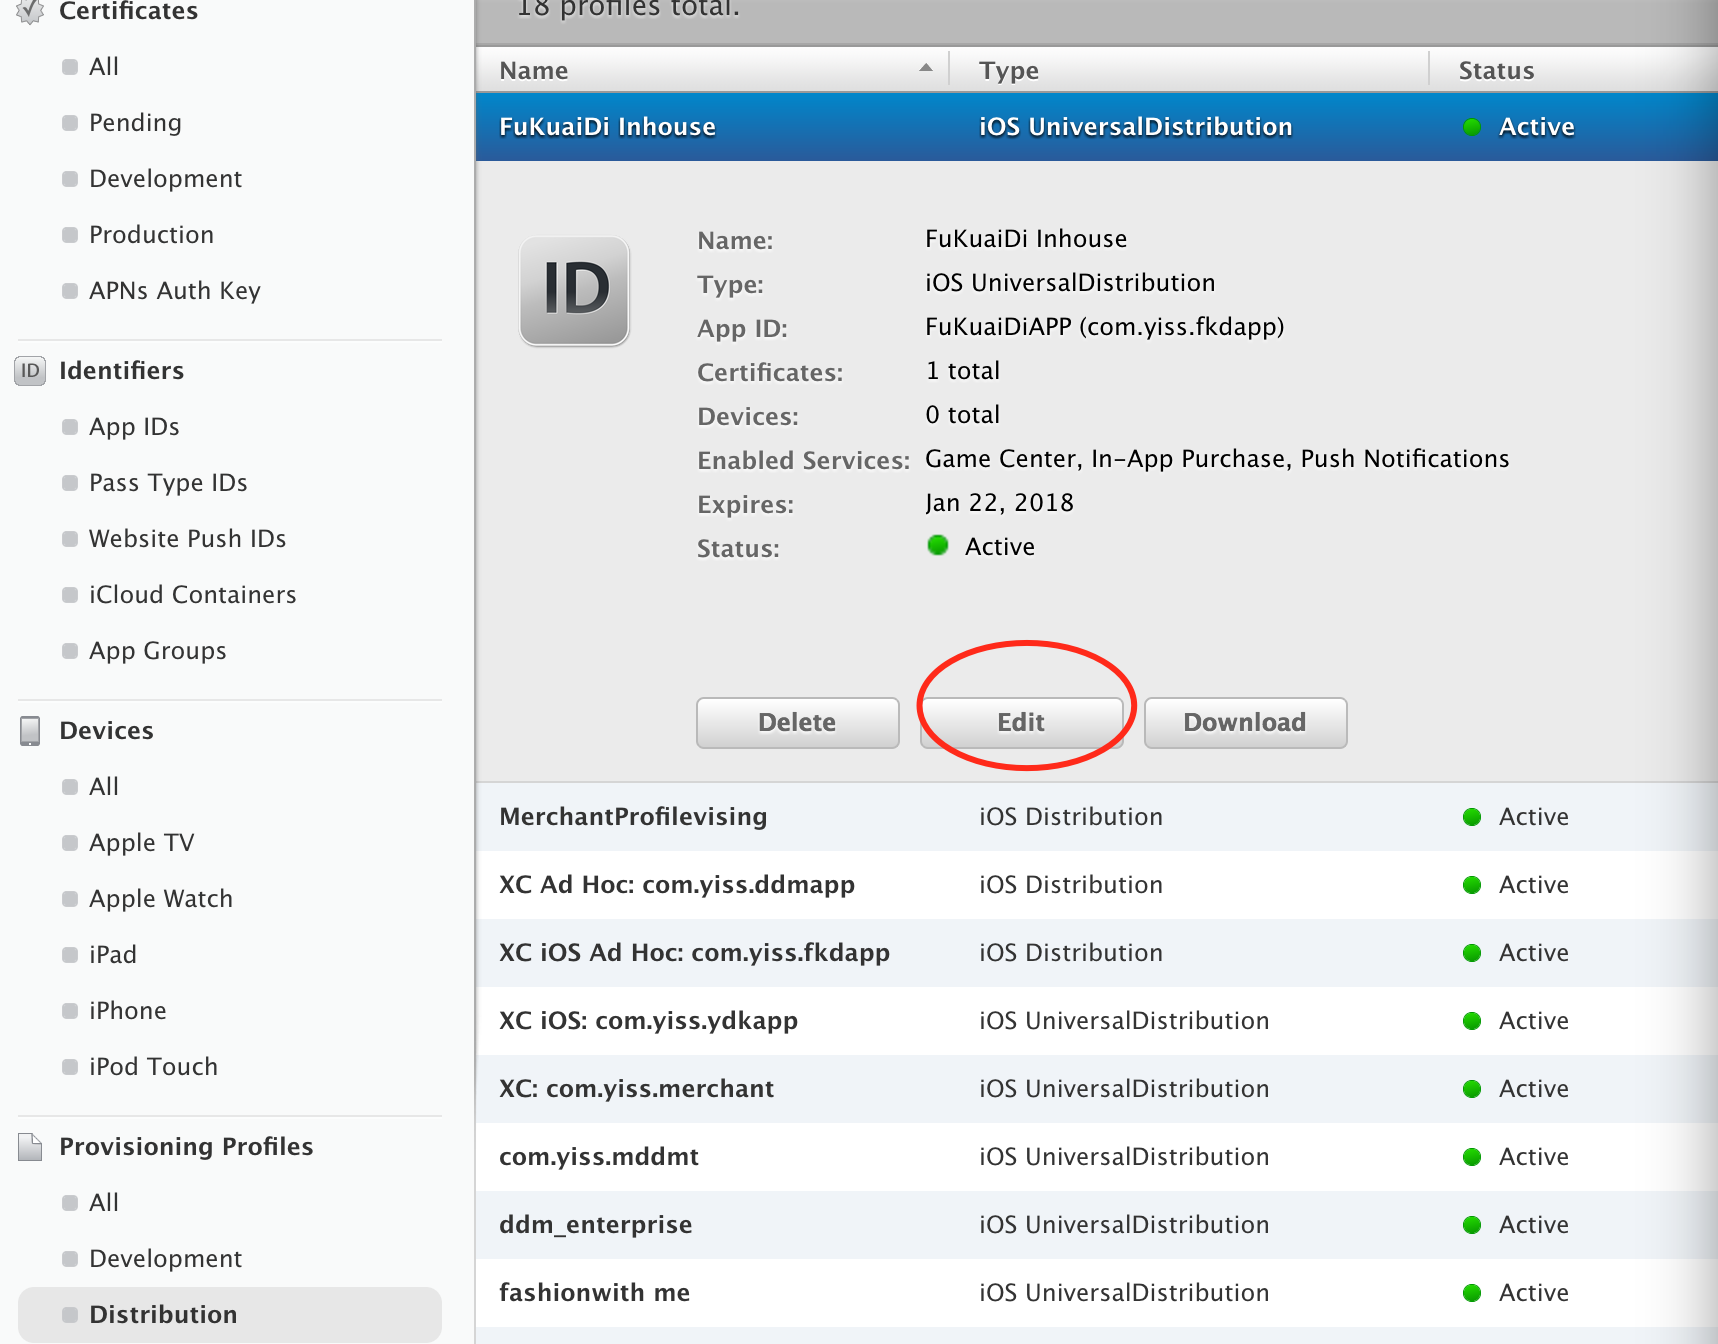 Certificates
All
Pending
Development
Production
APNs Auth Key
ID Identifiers
App IDs
Pass Type IDs
Website Push IDs
iCloud Containers
App Groups
Devices
All
Apple TV
Apple Watch
iPad
iPhone
iPod Touch
Provisioning Profiles
All
Development
Distribution
18 profiles total.
Name Type Status
FuKuaiDi Inhouse iOS UniversalDistribution Active
ID
Name: FuKuaiDi Inhouse
Type: iOS UniversalDistribution
App ID: FuKuaiDiAPP (com.yiss.fkdapp)
Certificates: 1 total
Devices: 0 total
Enabled Services: Game Center, In-App Purchase, Push Notifications
Expires: Jan 22, 2018
Status: Active
Delete Edit Download
MerchantProfilevising iOS Distribution Active
XC Ad Hoc: com.yiss.ddmapp iOS Distribution Active
XC iOS Ad Hoc: com.yiss.fkdapp iOS Distribution Active
XC iOS: com.yiss.ydkapp iOS UniversalDistribution Active
XC: com.yiss.merchant iOS UniversalDistribution Active
com.yiss.mddmt iOS UniversalDistribution Active
ddm_enterprise iOS UniversalDistribution Active
fashionwith me iOS UniversalDistribution Active